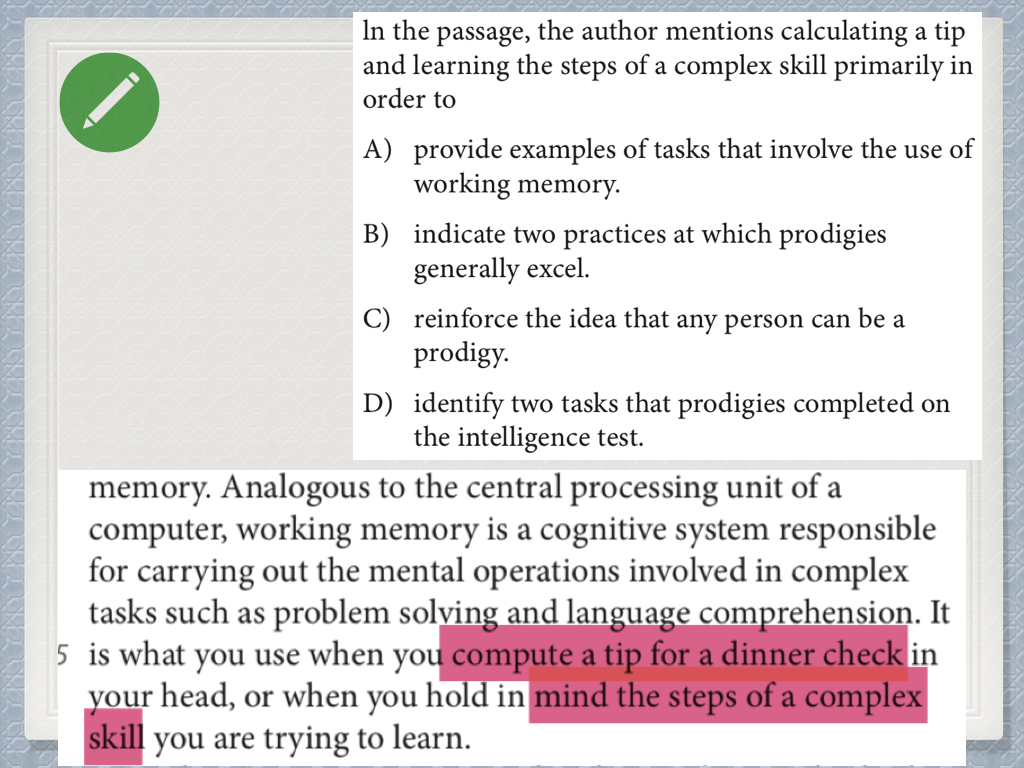 In the passage, the author mentions calculating a tip
and learning the steps of a complex skill primarily in
order to
A) provide examples of tasks that involve the use of
working memory.
B) indicate two practices at which prodigies
generally excel.
C) reinforce the idea that any person can be a
prodigy.
D) identify two tasks that prodigies completed on
the intelligence test.
memory. Analogous to the central processing unit of a
computer, working memory is a cognitive system responsible
for carrying out the mental operations involved in complex
tasks such as problem solving and language comprehension. It
5 is what you use when you compute a tip for a dinner check in
your head, or when you hold in mind the steps of a complex
skill you are trying to learn.